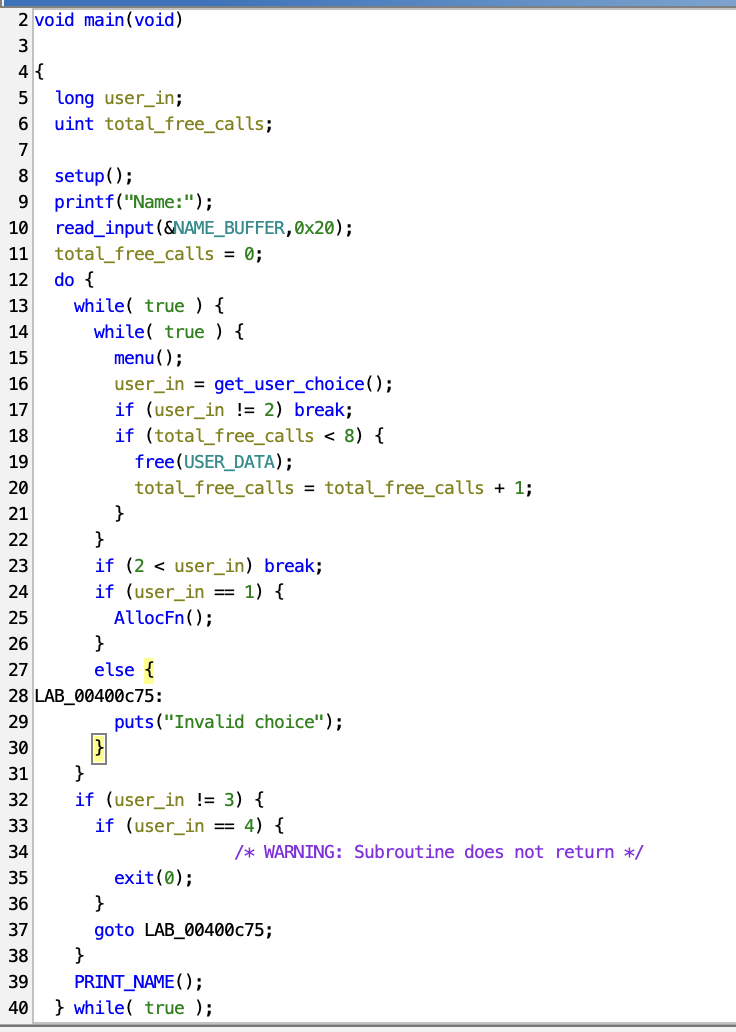 2 void main(void)
3
4 {
5   long user_in;
6   uint total_free_calls;
7
8   setup();
9   printf("Name:");
10   read_input(&NAME_BUFFER,0x20);
11   total_free_calls = 0;
12   do {
13     while( true ) {
14       while( true ) {
15         menu();
16         user_in = get_user_choice();
17         if (user_in != 2) break;
18         if (total_free_calls < 8) {
19           free(USER_DATA);
20           total_free_calls = total_free_calls + 1;
21         }
22       }
23       if (2 < user_in) break;
24       if (user_in == 1) {
25         AllocFn();
26       }
27       else {
28 LAB_00400c75:
29         puts("Invalid choice");
30       }
31     }
32     if (user_in != 3) {
33       if (user_in == 4) {
34                     /* WARNING: Subroutine does not return */
35         exit(0);
36       }
37       goto LAB_00400c75;
38     }
39     PRINT_NAME();
40   } while( true );